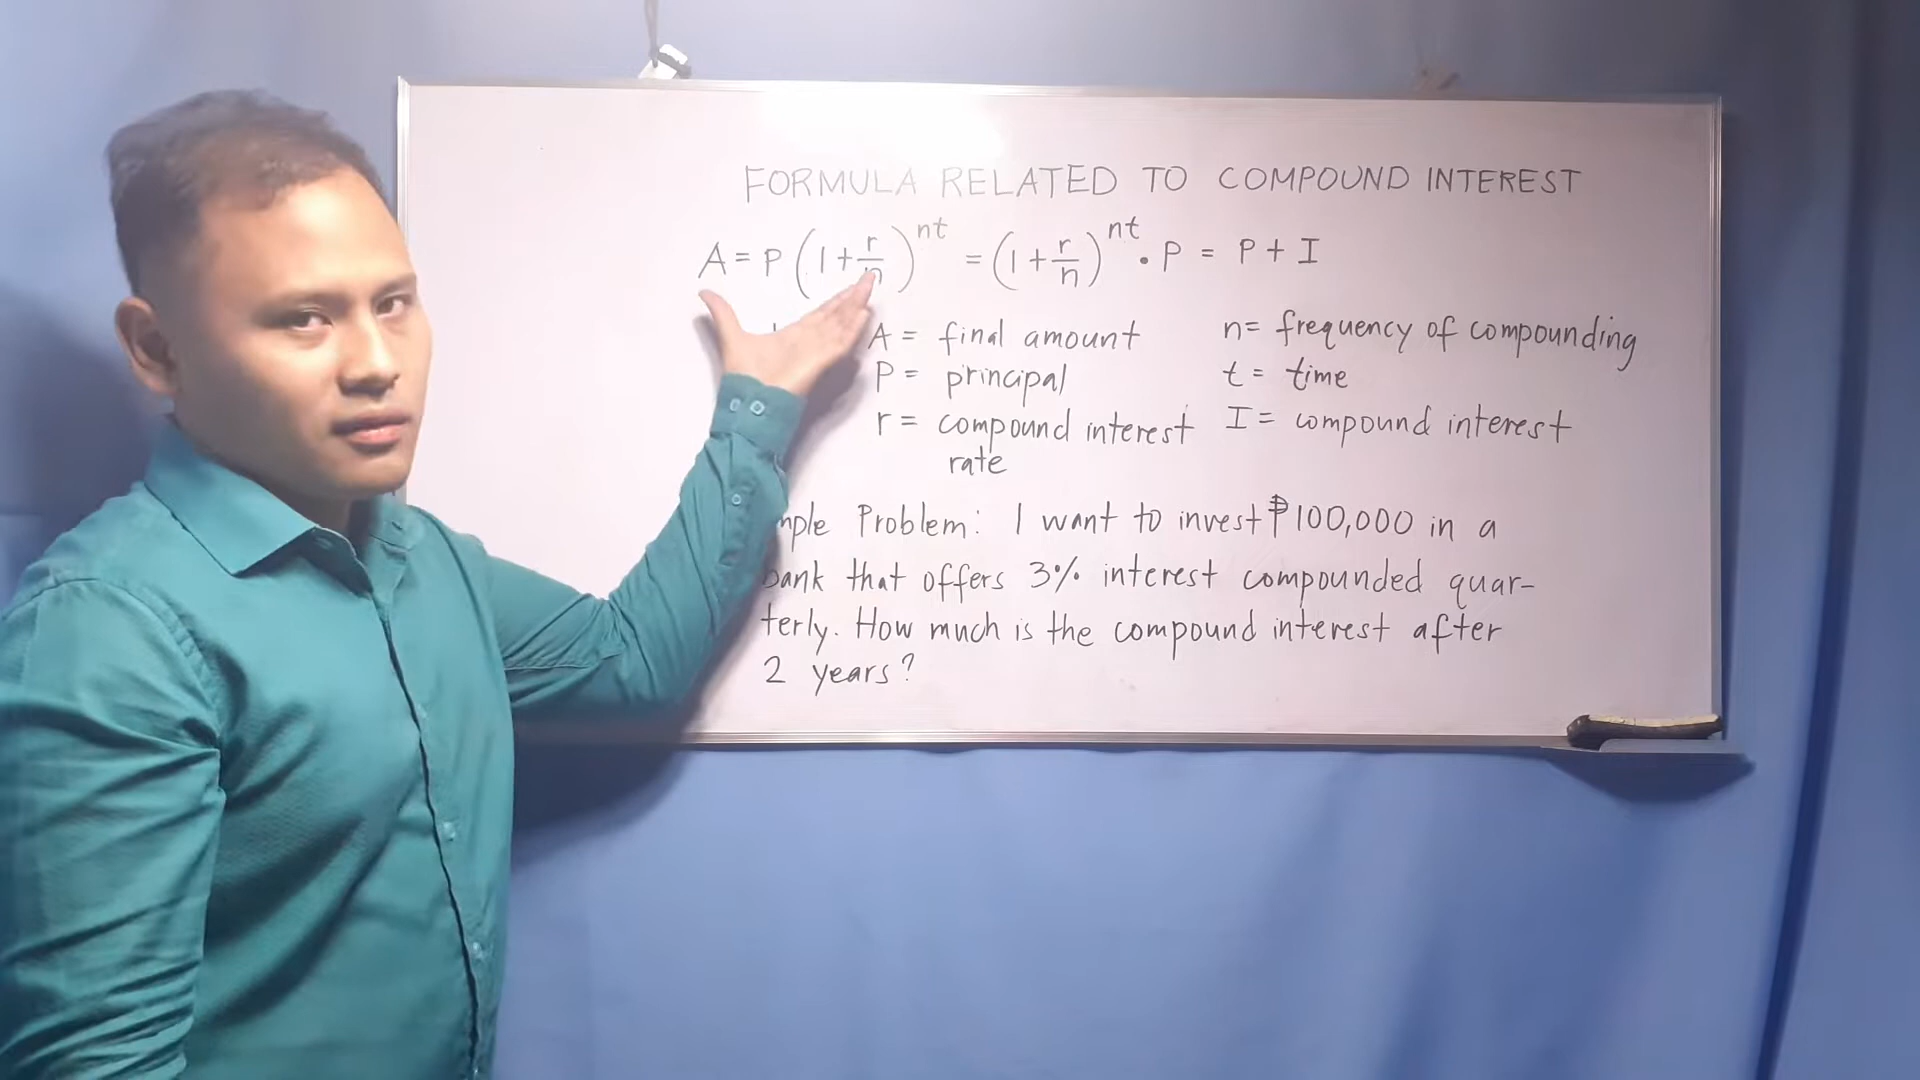 FORMULA RELATED TO COMPOUND INTEREST
A = P (1 + r/n)^nt = (1 + r/n)^nt · P = P + I
A = final amount n = frequency of compounding
P = principal t = time
r = compound interest rate I = compound interest
Problem: I want to invest ₱100,000 in a
bank that offers 3% interest compounded quar-
terly. How much is the compound interest after
2 years?